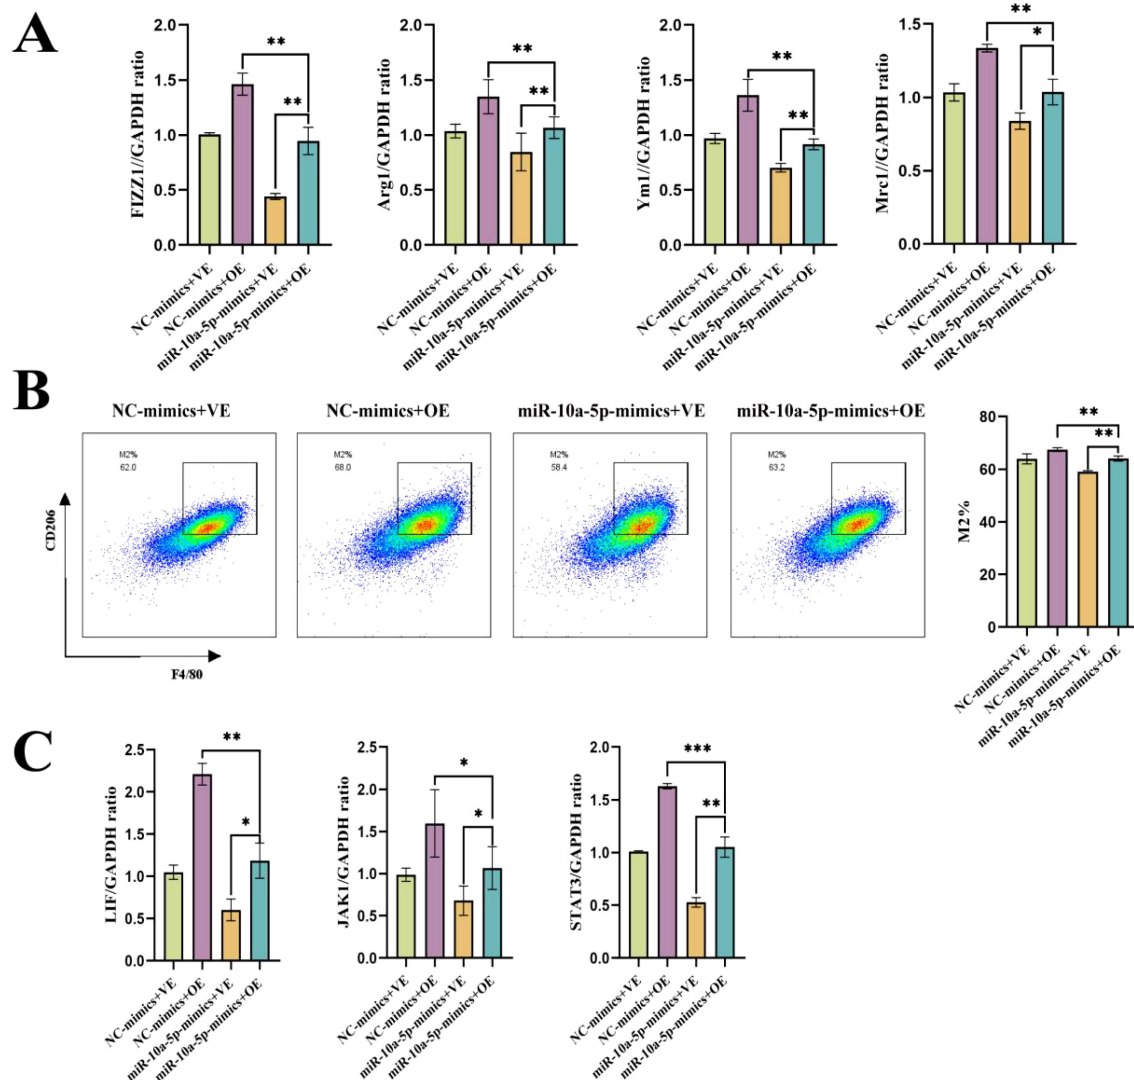 A
FIZZ1//GAPDH ratio
2.0
1.5
1.0
0.5
0.0
**
**
NC-mimics+VE
NC-mimics+OE
miR-10a-5p-mimics+VE
miR-10a-5p-mimics+OE
Arg1/GAPDH ratio
2.0
1.5
1.0
0.5
0.0
**
**
NC-mimics+VE
NC-mimics+OE
miR-10a-5p-mimics+VE
miR-10a-5p-mimics+OE
Ym1//GAPDH ratio
2.0
1.5
1.0
0.5
0.0
**
**
NC-mimics+VE
NC-mimics+OE
miR-10a-5p-mimics+VE
miR-10a-5p-mimics+OE
Mrc1//GAPDH ratio
1.5
1.0
0.5
0.0
**
*
NC-mimics+VE
NC-mimics+OE
miR-10a-5p-mimics+VE
miR-10a-5p-mimics+OE
B
NC-mimics+VE
M2%
62.0
NC-mimics+OE
M2%
68.0
miR-10a-5p-mimics+VE
M2%
58.4
miR-10a-5p-mimics+OE
M2%
63.2
CD206
F4/80
M2%
80
60
40
20
0
**
**
NC-mimics+VE
NC-mimics+OE
miR-10a-5p-mimics+VE
miR-10a-5p-mimics+OE
C
LIF/GAPDH ratio
2.5
2.0
1.5
1.0
0.5
0.0
**
*
NC-mimics+VE
NC-mimics+OE
miR-10a-5p-mimics+VE
miR-10a-5p-mimics+OE
JAK1/GAPDH ratio
2.5
2.0
1.5
1.0
0.5
0.0
*
*
NC-mimics+VE
NC-mimics+OE
miR-10a-5p-mimics+VE
miR-10a-5p-mimics+OE
STAT3/GAPDH ratio
2.0
1.5
1.0
0.5
0.0
***
**
NC-mimics+VE
NC-mimics+OE
miR-10a-5p-mimics+VE
miR-10a-5p-mimics+OE